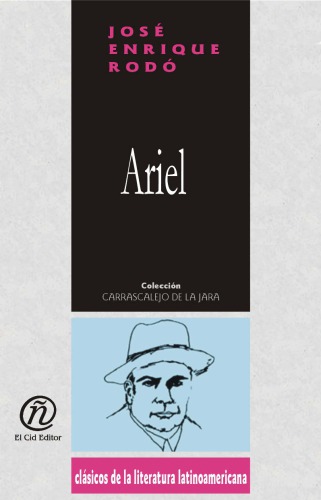 JOSÉ
ENRIQUE
RODÓ
Ariel
Colección
CARRASCALEJO DE LA JARA
ñ
El Cid Editor
clásicos de la literatura latinoamericana